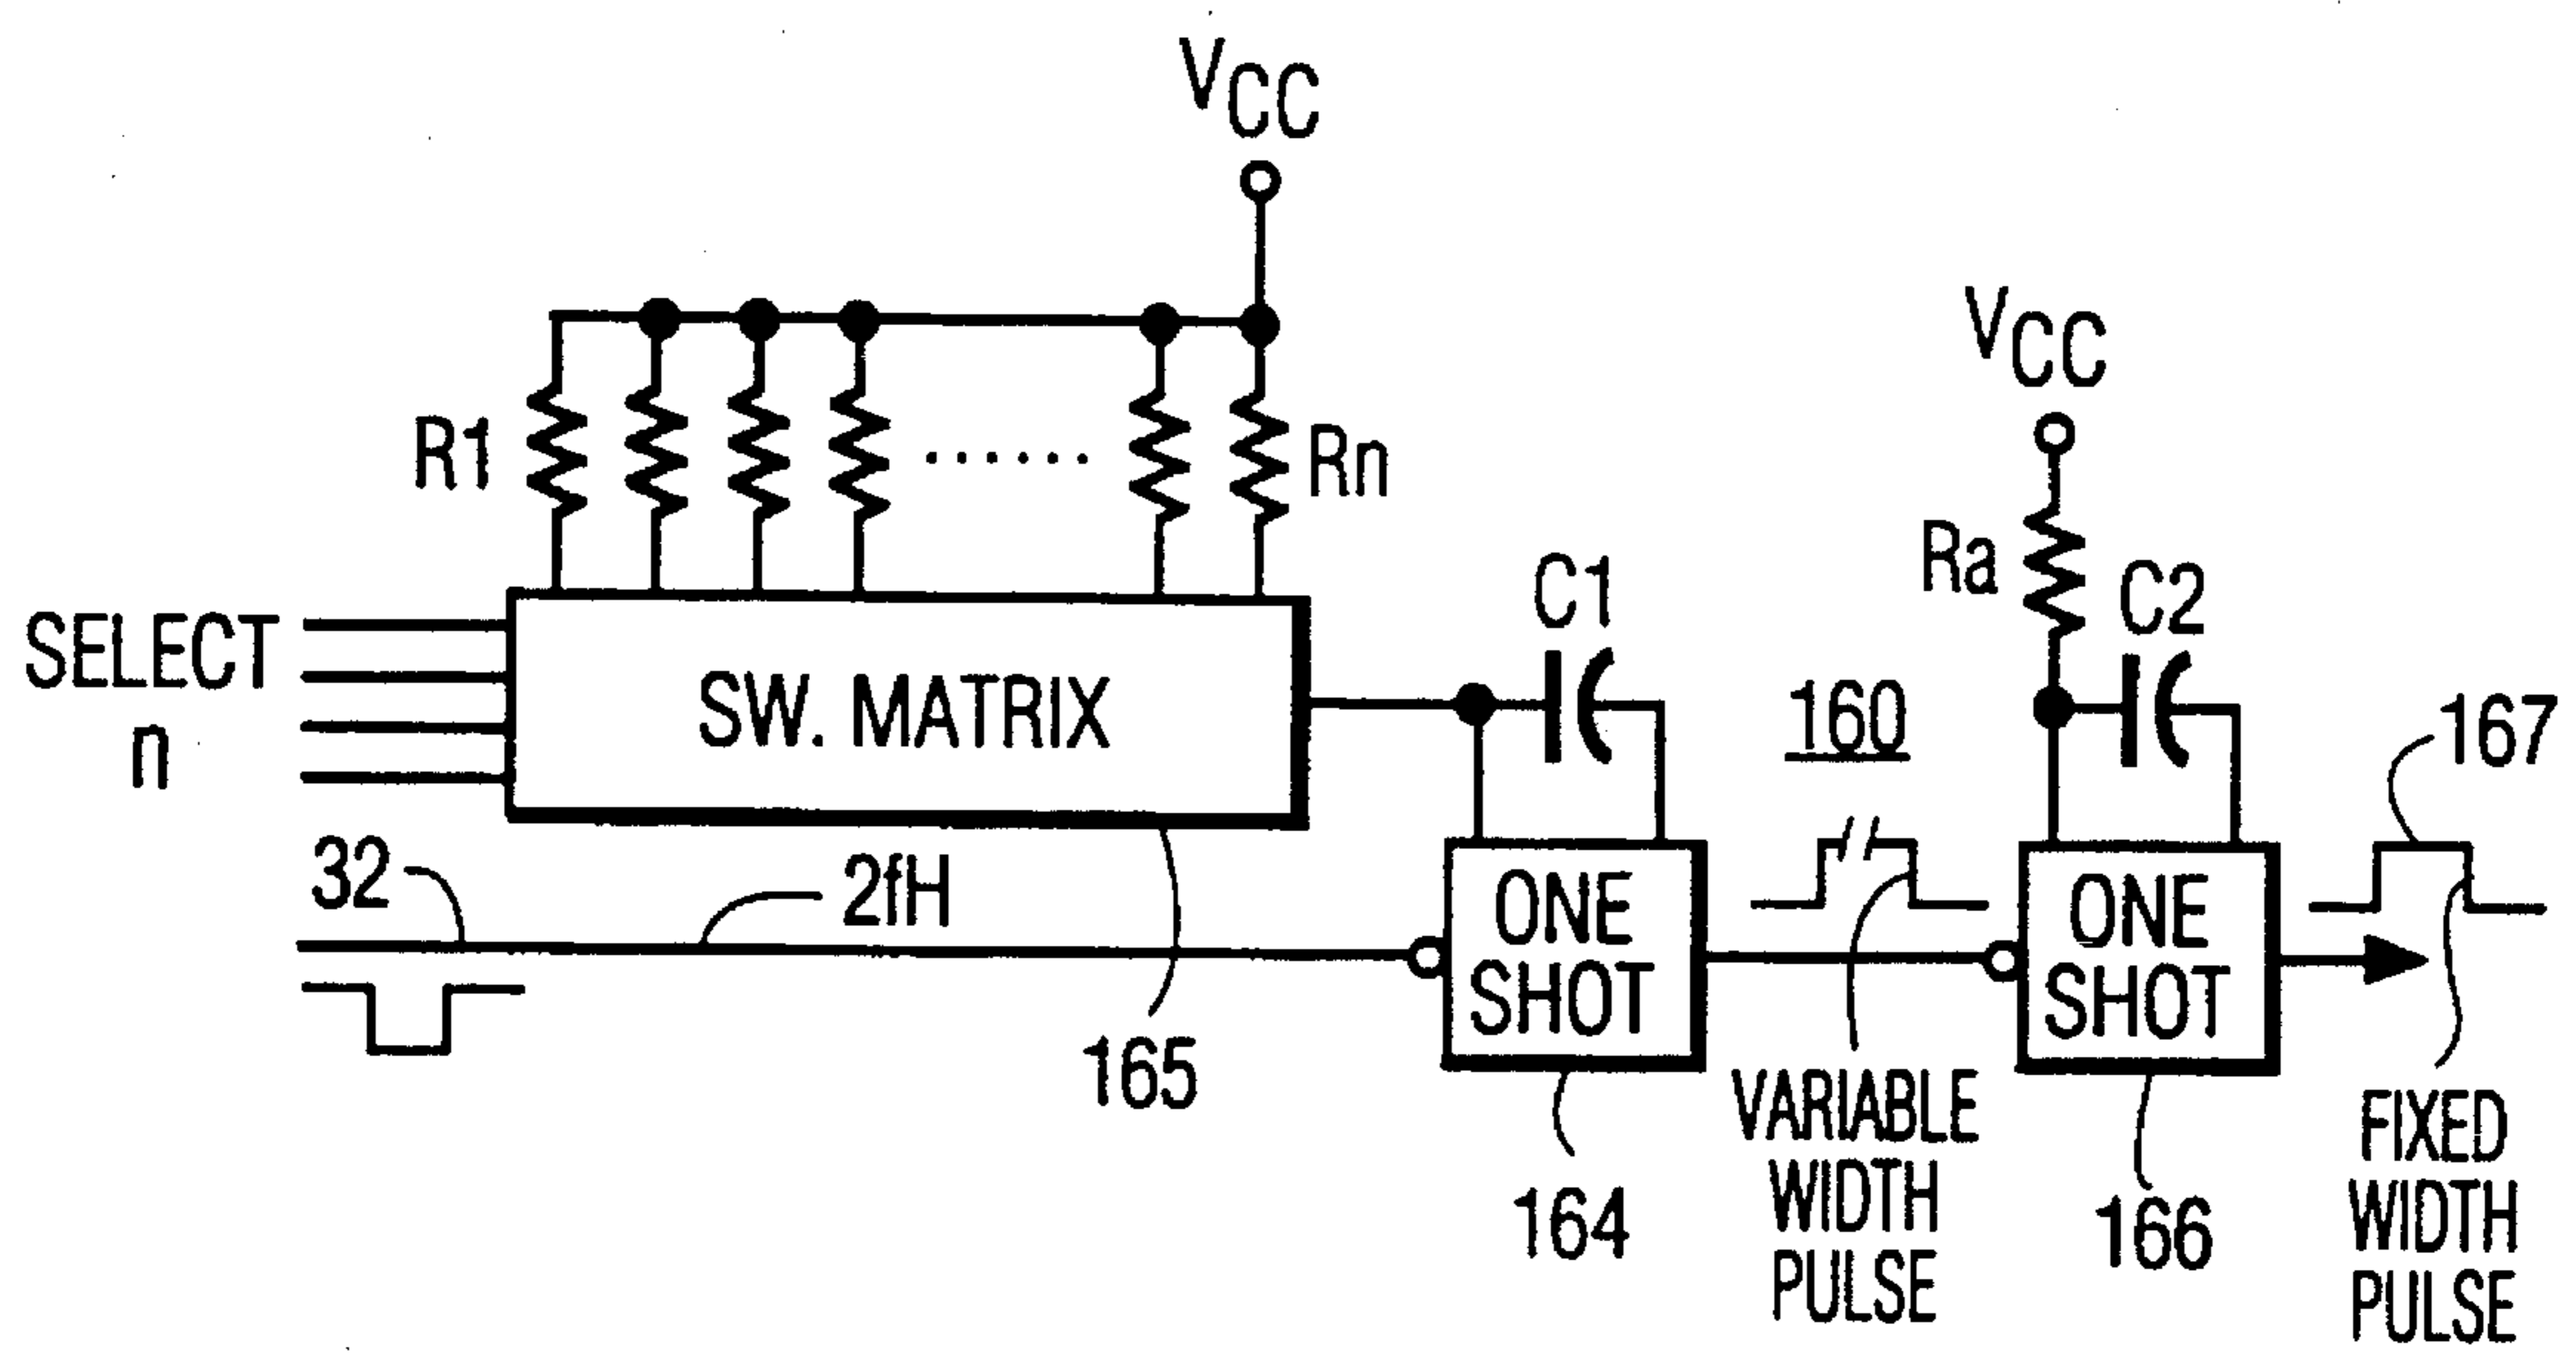 VCC
VCC
R1
......
Rn
Ra
C1
C2
SELECT
n
SW. MATRIX
160
167
32
2fH
ONE
SHOT
ONE
SHOT
165
164
VARIABLE
WIDTH
PULSE
166
FIXED
WIDTH
PULSE